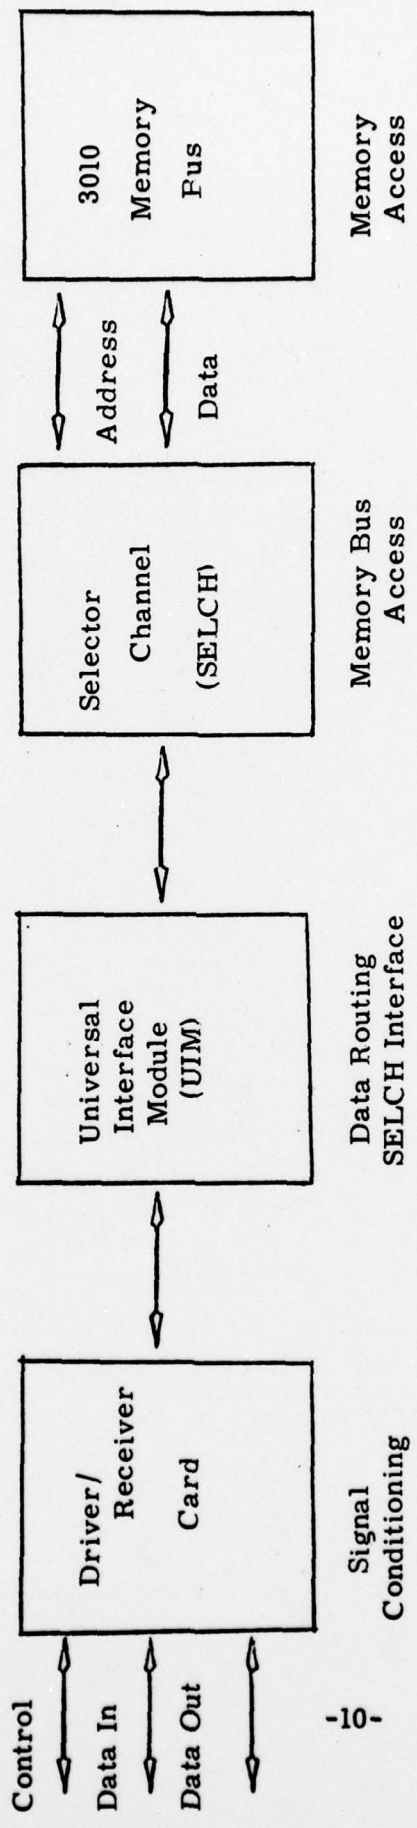 Control
Data In
Data Out
Driver/
Receiver
Card
Signal
Conditioning
Universal
Interface
Module
(UIM)
Data Routing
SELCH Interface
Selector
Channel
(SELCH)
Memory Bus
Access
Address
Data
3010
Memory
Fus
Memory
Access
-10-